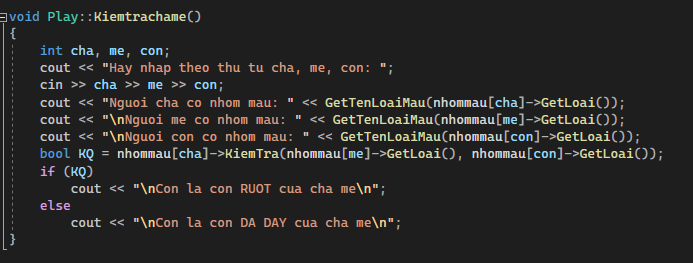 void Play::Kiemtrachame()
{
    int cha, me, con;
    cout << "Hay nhap theo thu tu cha, me, con: ";
    cin >> cha >> me >> con;
    cout << "Nguoi cha co nhom mau: " << GetTenLoaiMau(nhommau[cha]->GetLoai());
    cout << "\nNguoi me co nhom mau: " << GetTenLoaiMau(nhommau[me]->GetLoai());
    cout << "\nNguoi con co nhom mau: " << GetTenLoaiMau(nhommau[con]->GetLoai());
    bool KQ = nhommau[cha]->KiemTra(nhommau[me]->GetLoai(), nhommau[con]->GetLoai());
    if (KQ)
        cout << "\nCon la con RUOT cua cha me\n";
    else
        cout << "\nCon la con DA DAY cua cha me\n";
}